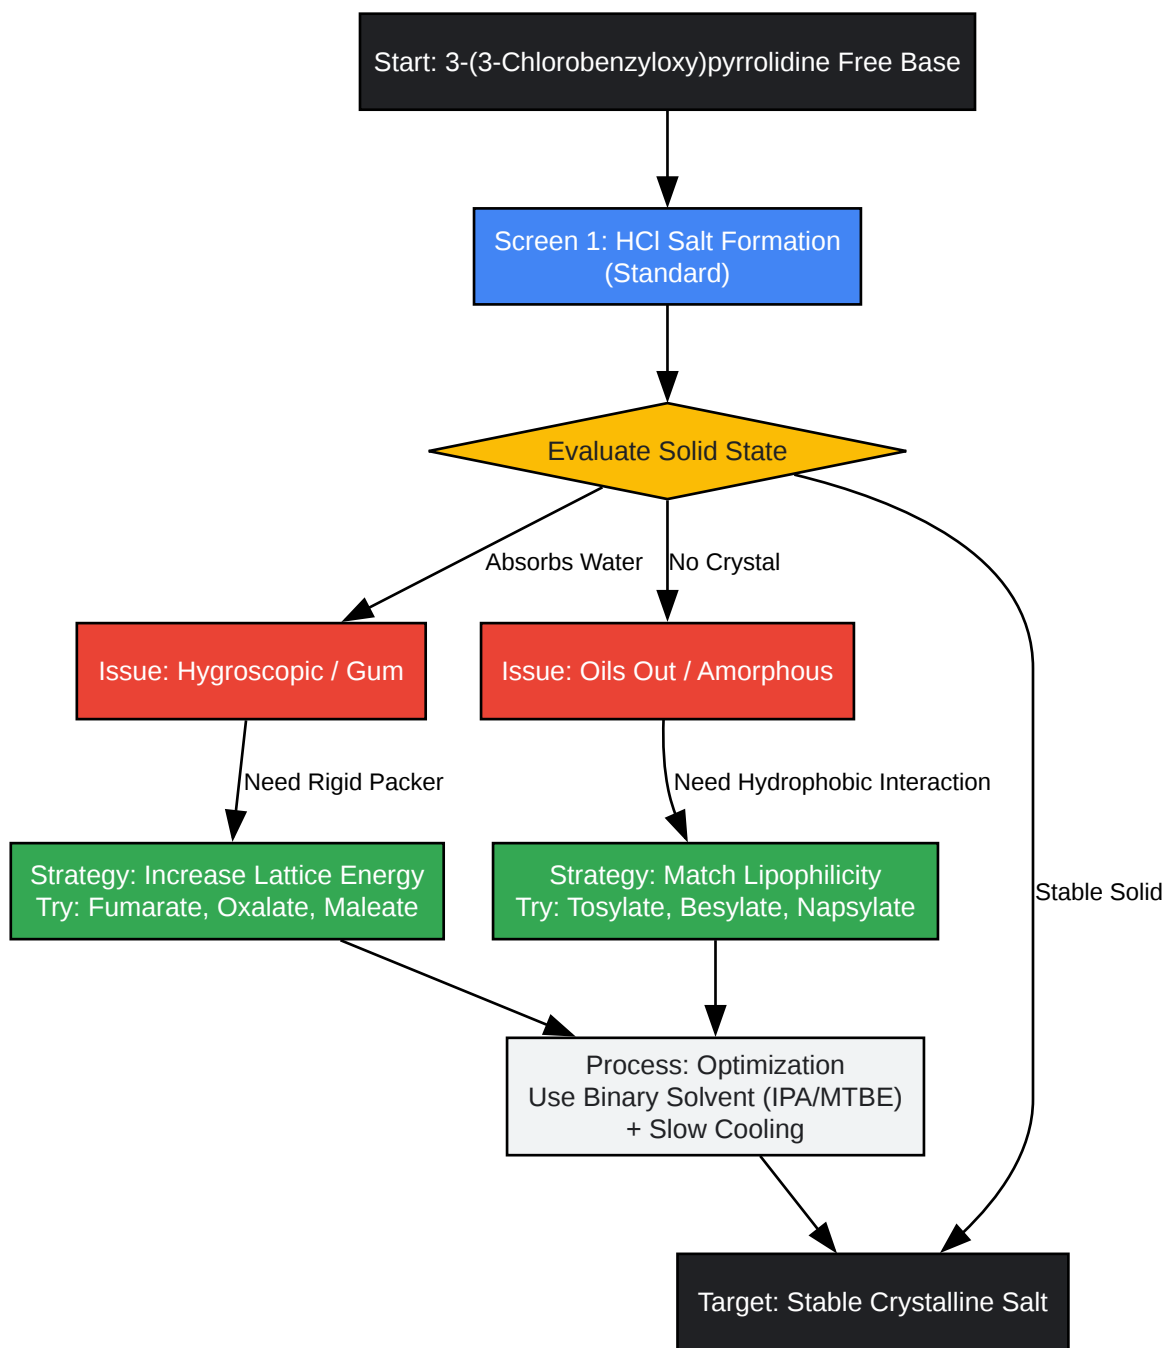 Start: 3-(3-Chlorobenzyloxy)pyrrolidine Free Base
Screen 1: HCl Salt Formation
(Standard)
Evaluate Solid State
Absorbs Water
No Crystal
Issue: Hygroscopic / Gum
Issue: Oils Out / Amorphous
Need Rigid Packer
Need Hydrophobic Interaction
Strategy: Increase Lattice Energy
Try: Fumarate, Oxalate, Maleate
Strategy: Match Lipophilicity
Try: Tosylate, Besylate, Napsylate
Stable Solid
Process: Optimization
Use Binary Solvent (IPA/MTBE)
+ Slow Cooling
Target: Stable Crystalline Salt